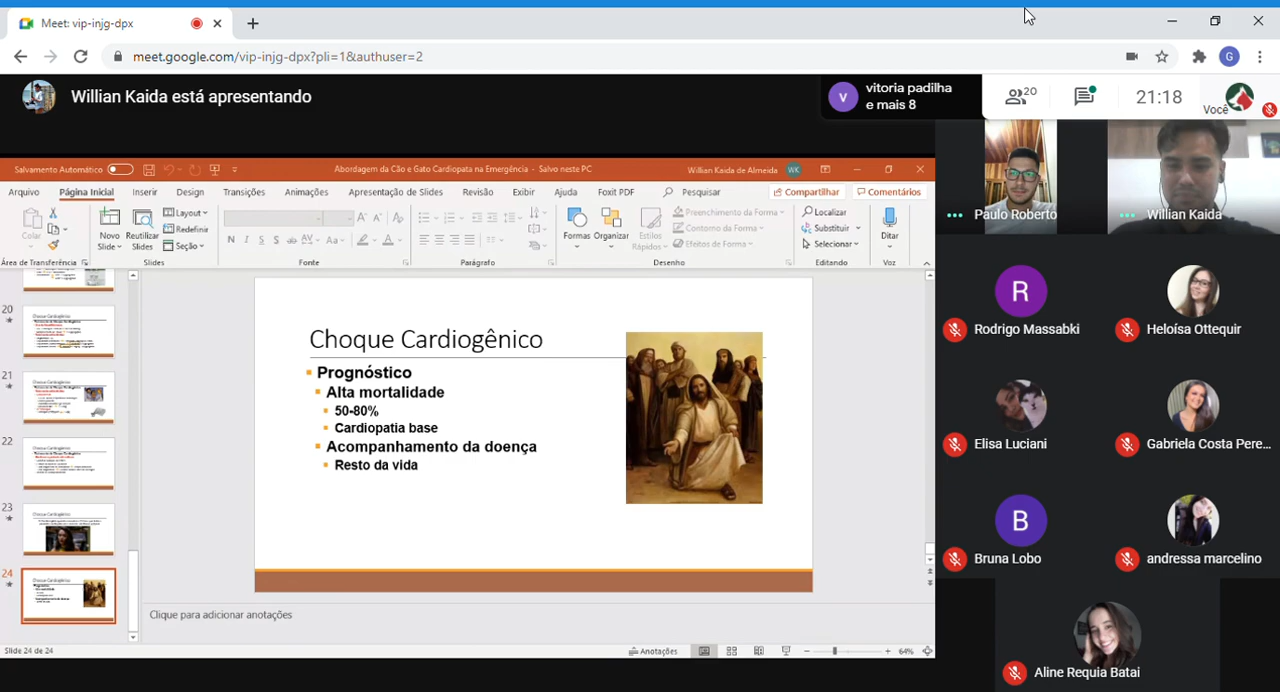 Meet: vip-injg-dpx
meet.google.com/vip-injg-dpx?pli=1&authuser=2
G
Willian Kaida está apresentando
v
vitoria padilha
e mais 8
20
21:18
Você
Salvamento Automático
Abordagem da Cão e Gato Cardiopata na Emergência - Salvo neste PC
Willian Kaida de Almeida
WK
Arquivo
Página Inicial
Inserir
Design
Transições
Animações
Apresentação de Slides
Revisão
Exibir
Ajuda
Foxit PDF
Pesquisar
Compartilhar
Comentários
Colar
Novo
Slide
Reutilizar
Slides
Layout
Redefinir
Seção
N I S S ab AV Aa
A
Formas
Organizar
Estilos
Rápidos
Preenchimento da Forma
Contorno da Forma
Efeitos de Forma
Localizar
Substituir
Selecionar
Ditar
Área de Transferência
Slides
Fonte
Parágrafo
Desenho
Editando
Voz
20
21
22
23
24
Choque Cardiogênico
Prognóstico
Alta mortalidade
50-80%
Cardiopatia base
Acompanhamento da doença
Resto da vida
Clique para adicionar anotações
Slide 24 de 24
Anotações
64%
Paulo Roberto
Willian Kaida
R
Rodrigo Massabki
Heloísa Ottequir
Elisa Luciani
Gabriela Costa Pere...
B
Bruna Lobo
andressa marcelino
Aline Requia Batai